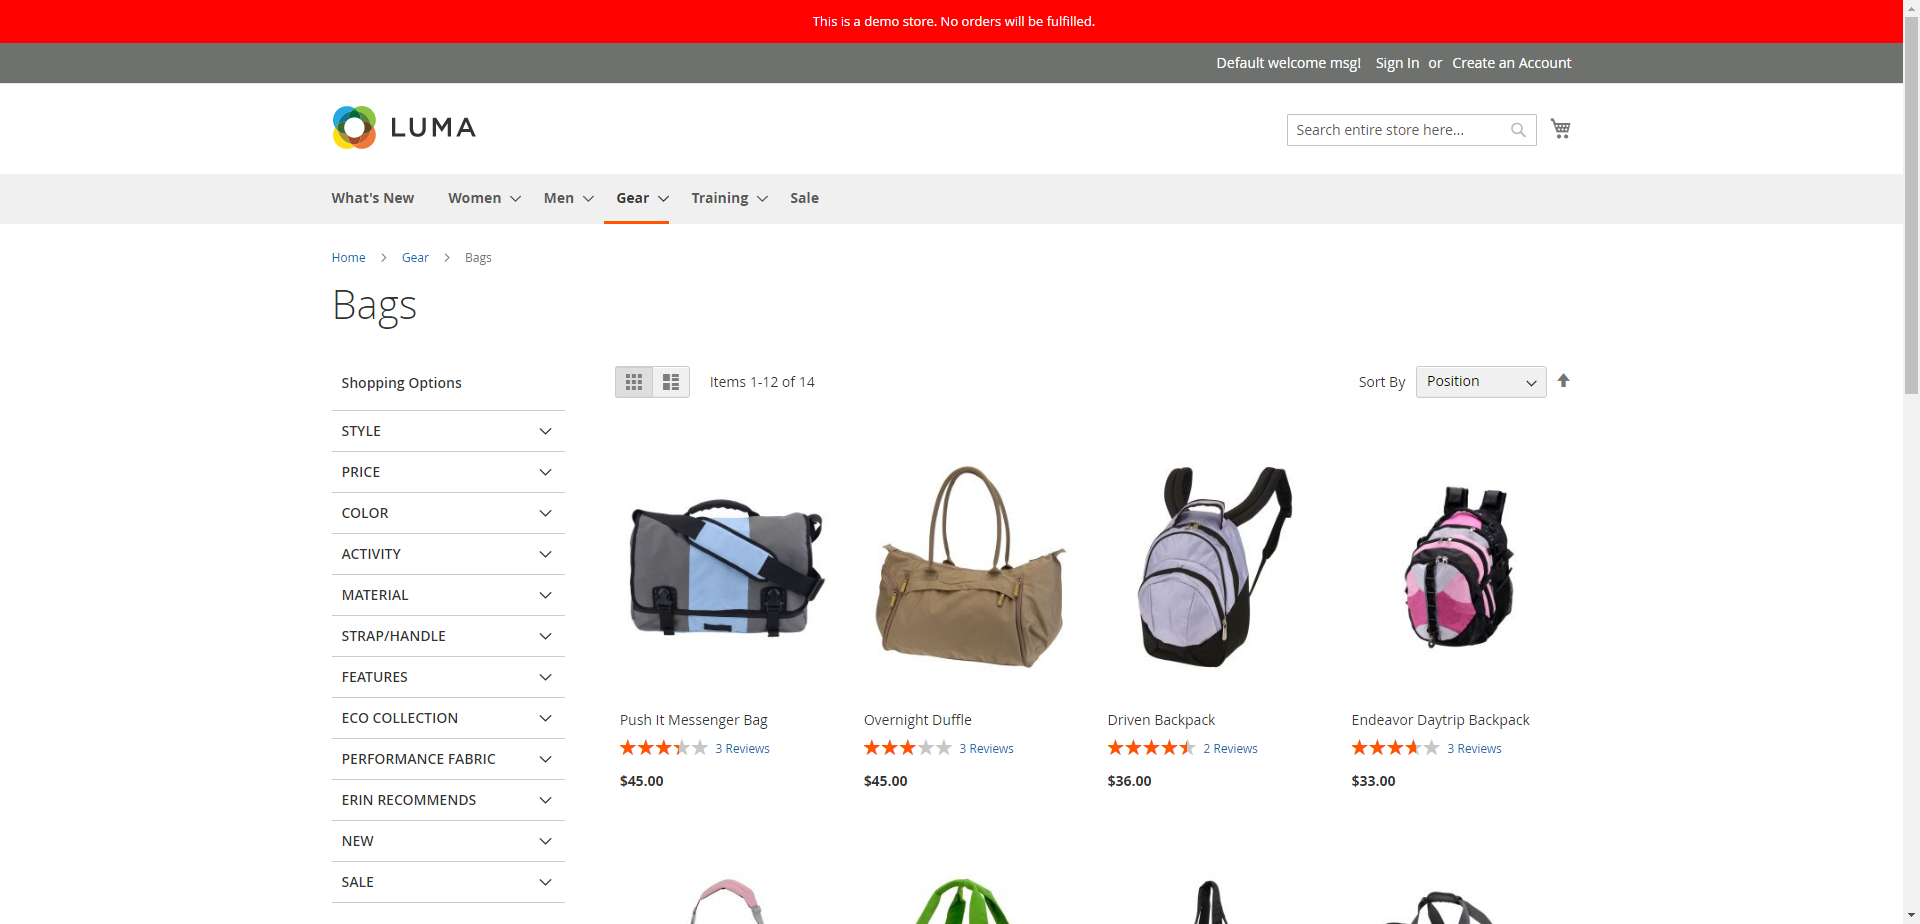 This is a demo store. No orders will be fulfilled.
Default welcome msg! Sign In or Create an Account
LUMA
Search entire store here...
What's New Women Men Gear Training Sale
Home Gear Bags
Bags
Shopping Options
STYLE
PRICE
COLOR
ACTIVITY
MATERIAL
STRAP/HANDLE
FEATURES
ECO COLLECTION
PERFORMANCE FABRIC
ERIN RECOMMENDS
NEW
SALE
Items 1-12 of 14
Sort By Position
Push It Messenger Bag
3 Reviews
$45.00
Overnight Duffle
3 Reviews
$45.00
Driven Backpack
2 Reviews
$36.00
Endeavor Daytrip Backpack
3 Reviews
$33.00